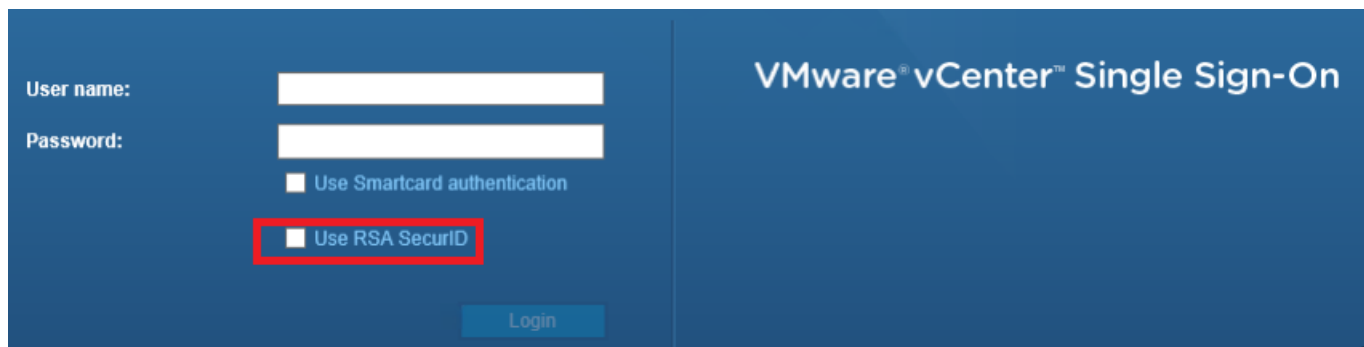 User name:
Password:
Use Smartcard authentication
Use RSA SecurID
Login
VMware® vCenter™ Single Sign-On